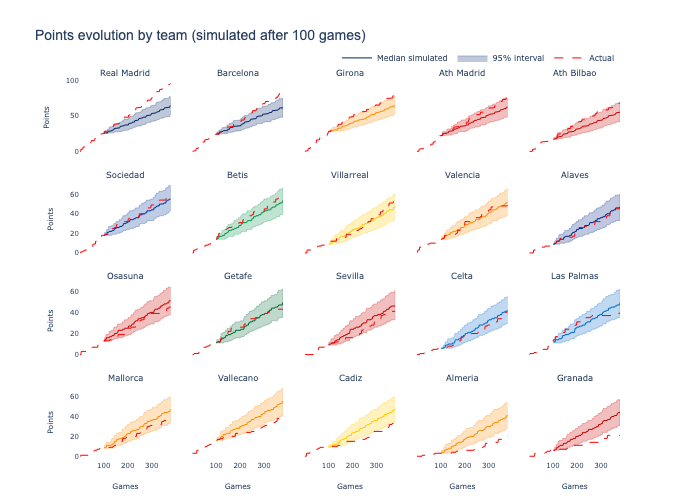 Points evolution by team (simulated after 100 games)
Median simulated 95% interval Actual
Real Madrid Barcelona Girona Ath Madrid Ath Bilbao
100
50
0
Points
Sociedad Betis Villarreal Valencia Alaves
60
40
20
0
Points
Osasuna Getafe Sevilla Celta Las Palmas
60
40
20
0
Points
Mallorca Vallecano Cadiz Almeria Granada
60
40
20
0
Points
100 200 300 100 200 300 100 200 300 100 200 300 100 200 300
Games Games Games Games Games